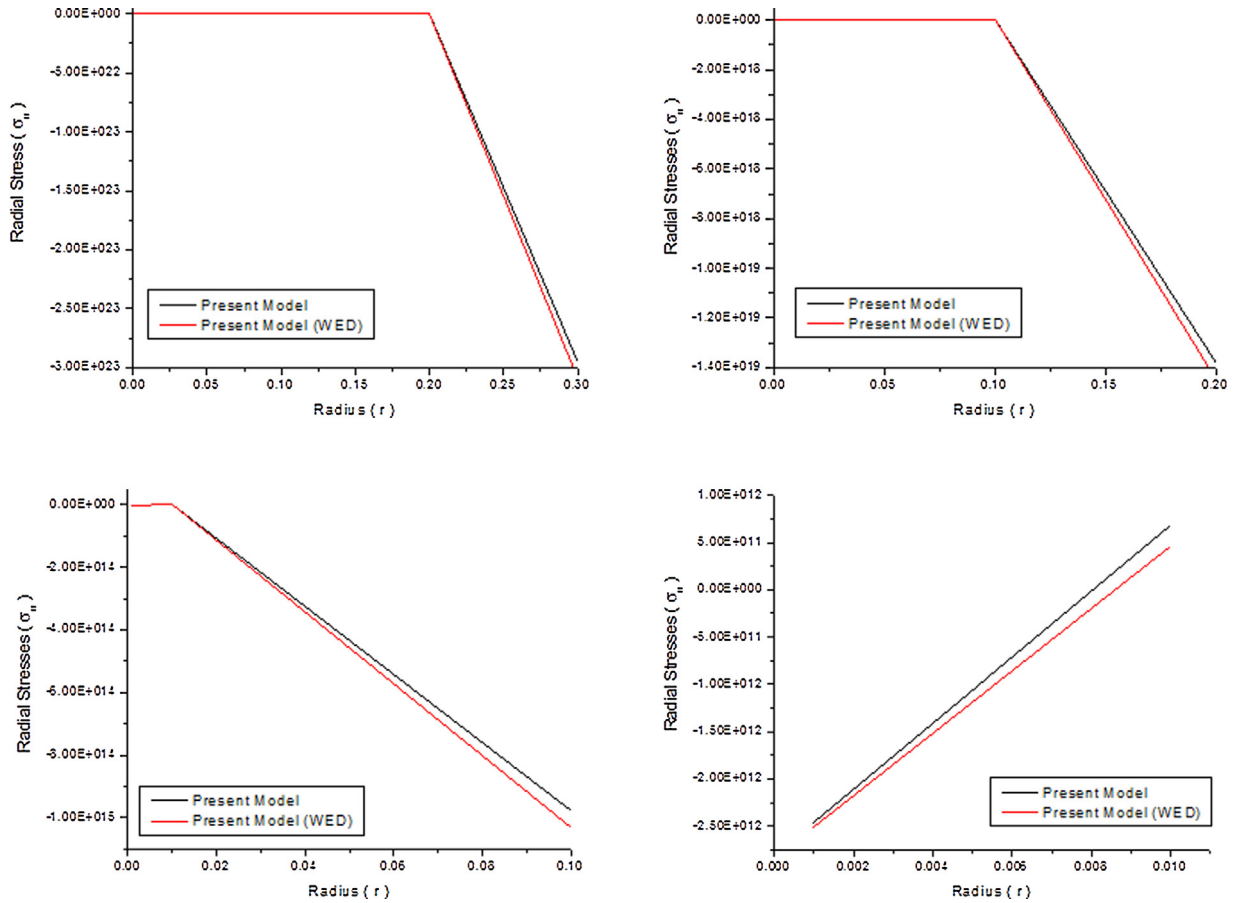 0.00E+000
-5.00E+022
-1.00E+023
-1.50E+023
-2.00E+023
-2.50E+023
-3.00E+023
Radial Stress ( σrr )
Present Model
Present Model (WED)
0.00 0.05 0.10 0.15 0.20 0.25 0.30
Radius ( r )
0.00E+000
-2.00E+018
-4.00E+018
-6.00E+018
-8.00E+018
-1.00E+019
-1.20E+019
-1.40E+019
Radial Stresses ( σrr )
Present Model
Present Model (WED)
0.00 0.05 0.10 0.15 0.20
Radius ( r )
0.00E+000
-2.00E+014
-4.00E+014
-6.00E+014
-8.00E+014
-1.00E+015
Radial Stresses ( σrr )
Present Model
Present Model (WED)
0.00 0.02 0.04 0.06 0.08 0.10
Radius ( r )
1.00E+012
5.00E+011
0.00E+000
-5.00E+011
-1.00E+012
-1.50E+012
-2.00E+012
-2.50E+012
Radial Stresses ( σrr )
Present Model
Present Model (WED)
0.000 0.002 0.004 0.006 0.008 0.010
Radius ( r )